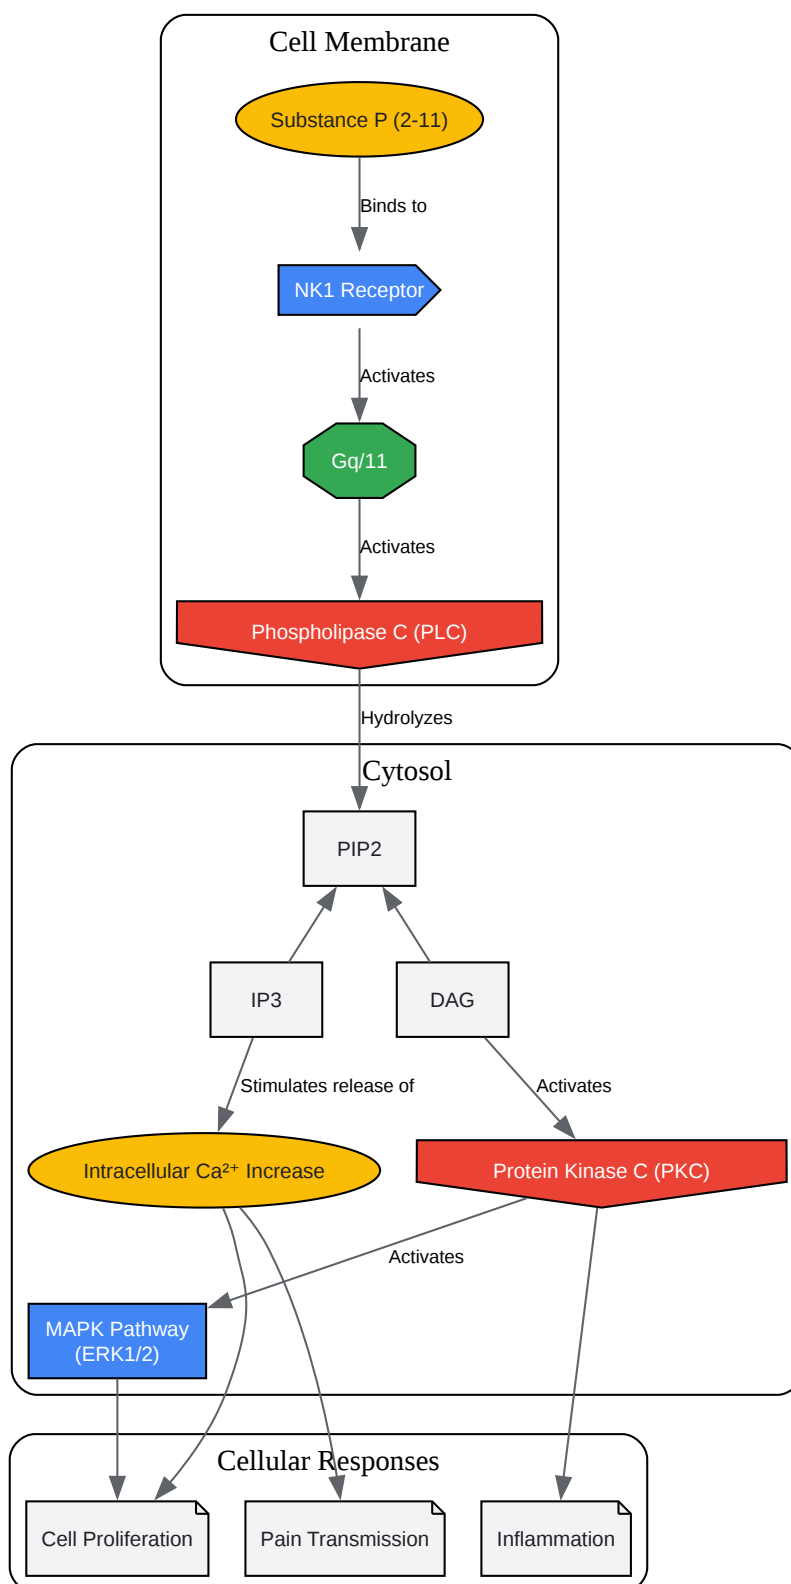 Cell Membrane
Substance P (2-11)
Binds to
NK1 Receptor
Activates
Gq/11
Activates
Phospholipase C (PLC)
Hydrolyzes
Cytosol
PIP2
IP3
DAG
Stimulates release of
Activates
Intracellular Ca²⁺ Increase
Protein Kinase C (PKC)
Activates
MAPK Pathway
(ERK1/2)
Cellular Responses
Cell Proliferation
Pain Transmission
Inflammation